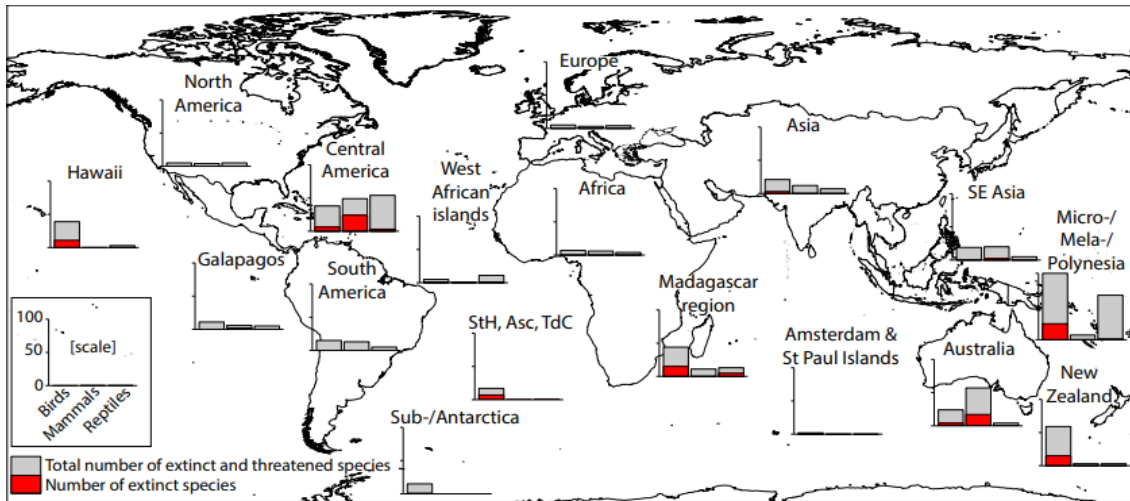 Europe
North
America
Asia
Central
America
West
African
islands
Hawaii
Africa
SE Asia
Micro-/
Mela-/
Polynesia
Galapagos
South
America
Madagascar
region
StH, Asc, TdC
Amsterdam &
St Paul Islands
Australia
New
Zealand
100
50
[scale]
0
Birds
Mammals
Reptiles
Sub-/Antarctica
Total number of extinct and threatened species
Number of extinct species